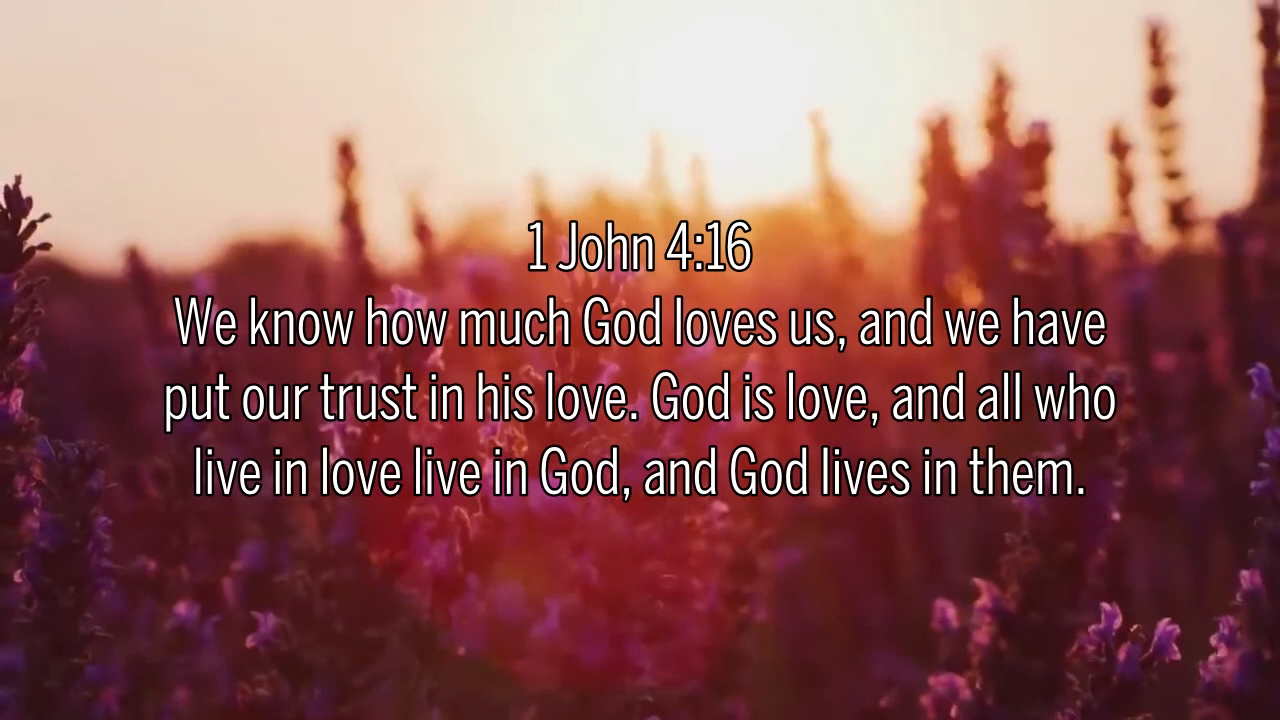 1 John 4:16
We know how much God loves us, and we have
put our trust in his love. God is love, and all who
live in love live in God, and God lives in them.